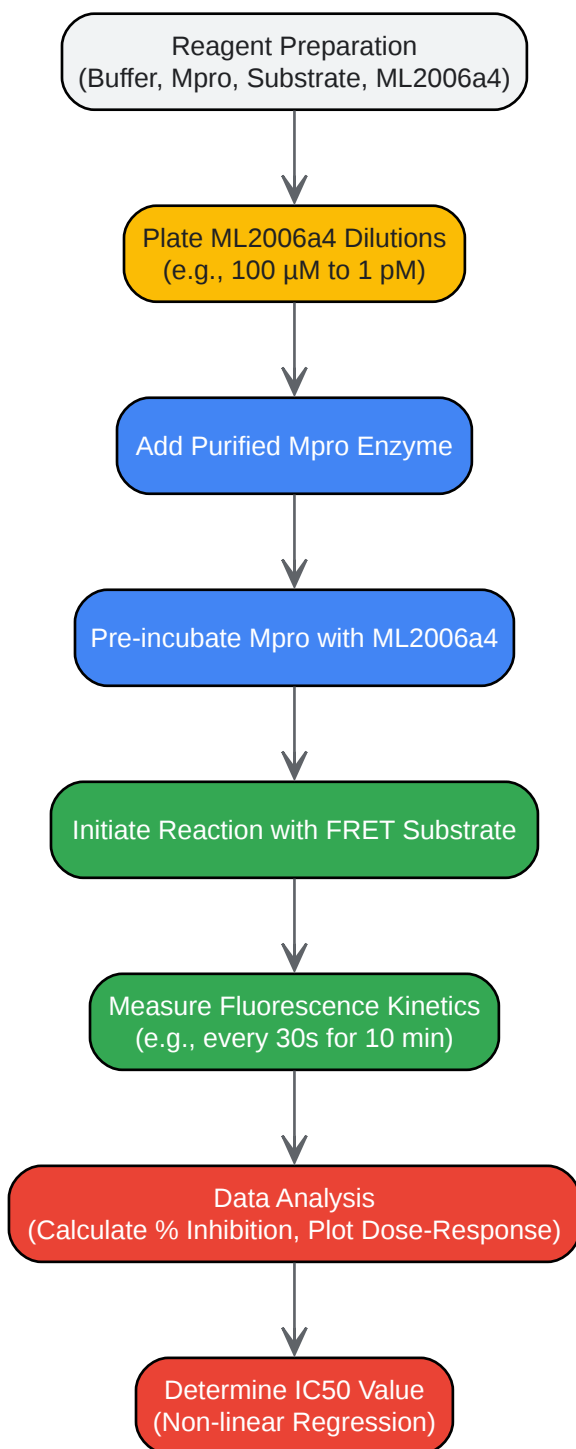 Reagent Preparation
(Buffer, Mpro, Substrate, ML2006a4)
Plate ML2006a4 Dilutions
(e.g., 100 µM to 1 pM)
Add Purified Mpro Enzyme
Pre-incubate Mpro with ML2006a4
Initiate Reaction with FRET Substrate
Measure Fluorescence Kinetics
(e.g., every 30s for 10 min)
Data Analysis
(Calculate % Inhibition, Plot Dose-Response)
Determine IC50 Value
(Non-linear Regression)